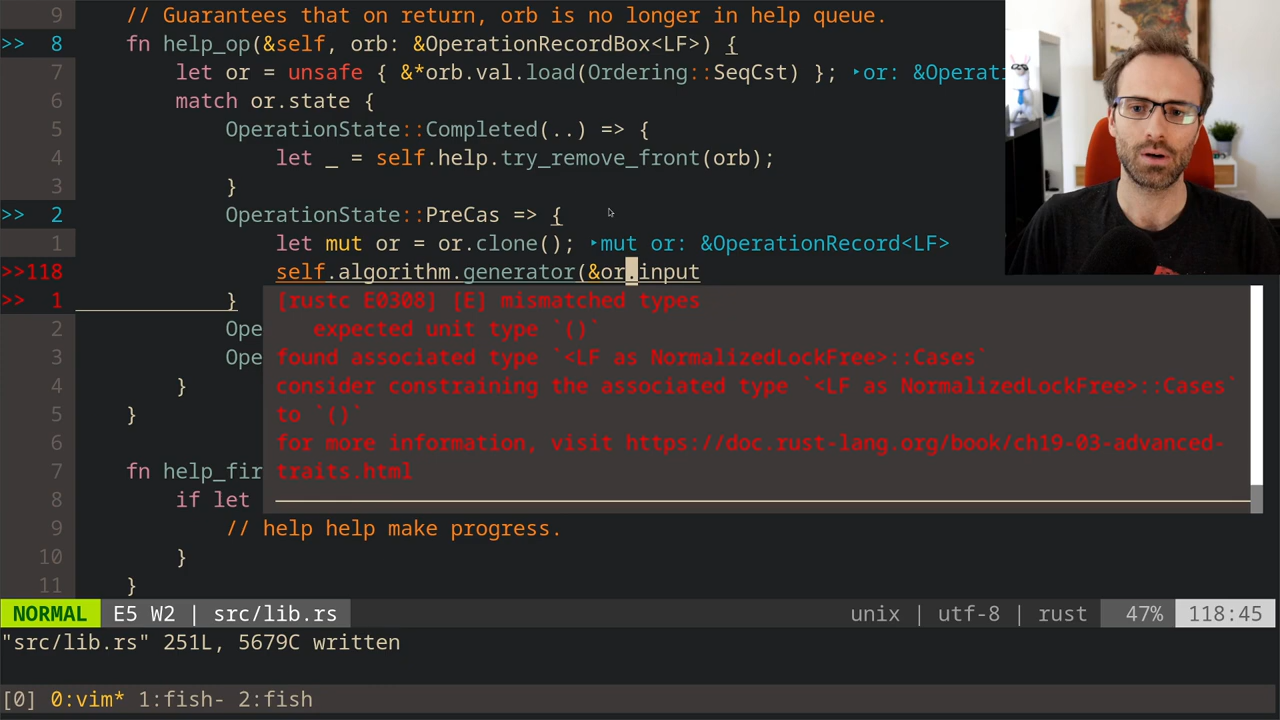 9 // Guarantees that on return, orb is no longer in help queue.
>> 8 fn help_op(&self, orb: &OperationRecordBox<LF>) {
7 let or = unsafe { &*orb.val.load(Ordering::SeqCst) }; ‣or: &Operati
6 match or.state {
5 OperationState::Completed(..) => {
4 let _ = self.help.try_remove_front(orb);
3 }
>> 2 OperationState::PreCas => {
1 let mut or = or.clone(); ‣mut or: &OperationRecord<LF>
>>118 self.algorithm.generator(&or.input
>> 1 }
[rustc E0308] [E] mismatched types
expected unit type `()`
2 Ope
found associated type `<LF as NormalizedLockFree>::Cases`
3 Ope
consider constraining the associated type `<LF as NormalizedLockFree>::Cases`
4 }
to `()`
5 }
for more information, visit https://doc.rust-lang.org/book/ch19-03-advanced-
6
traits.html
7 fn help_fir
8 if let
9 // help help make progress.
10 }
11 }
NORMAL E5 W2 | src/lib.rs unix | utf-8 | rust 47% 118:45
"src/lib.rs" 251L, 5679C written
[0] 0:vim* 1:fish- 2:fish